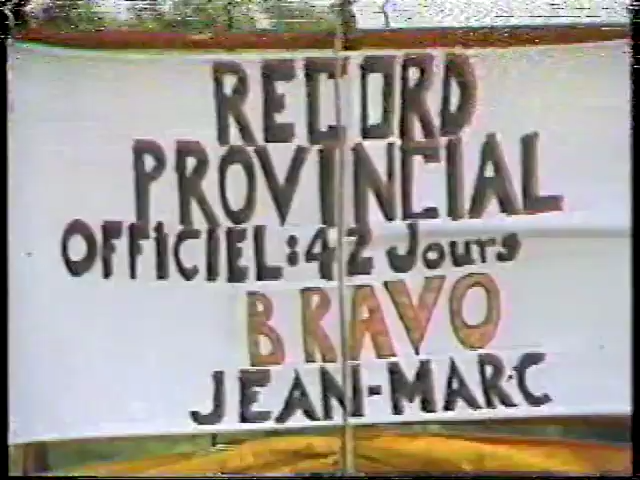 RECORD
PROVINCIAL
OFFICIEL: 42 Jours
BRAVO
JEAN-MARC